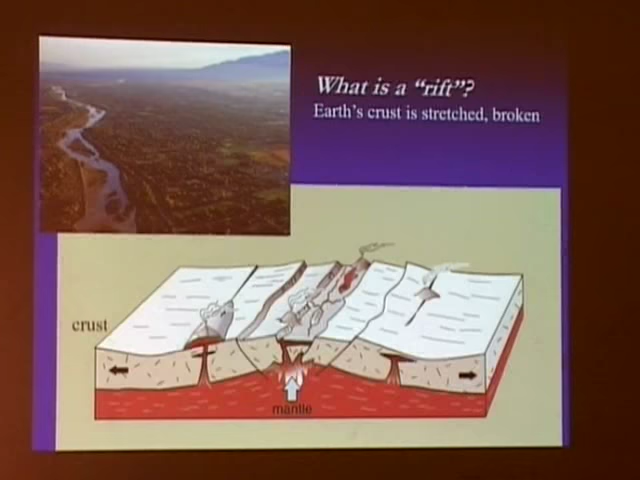 What is a “rift”?
Earth’s crust is stretched, broken
crust
mantle